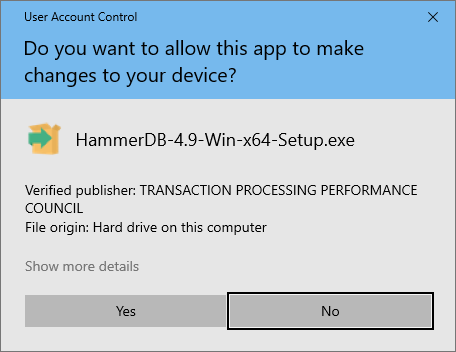 User Account Control
Do you want to allow this app to make
changes to your device?
HammerDB-4.9-Win-x64-Setup.exe
Verified publisher: TRANSACTION PROCESSING PERFORMANCE
COUNCIL
File origin: Hard drive on this computer
Show more details
Yes
No